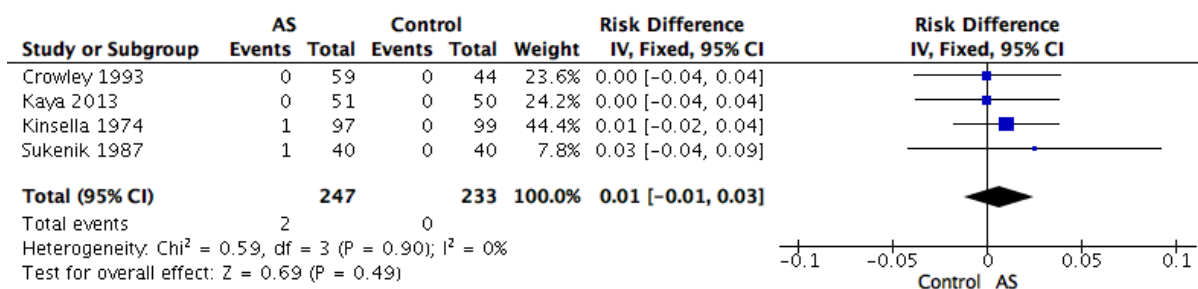 AS Control Risk Difference Risk Difference
Study or Subgroup Events Total Events Total Weight IV, Fixed, 95% CI IV, Fixed, 95% CI
Crowley 1993 0 59 0 44 23.6% 0.00 [-0.04, 0.04]
Kaya 2013 0 51 0 50 24.2% 0.00 [-0.04, 0.04]
Kinsella 1974 1 97 0 99 44.4% 0.01 [-0.02, 0.04]
Sukenik 1987 1 40 0 40 7.8% 0.03 [-0.04, 0.09]
Total (95% CI) 247 233 100.0% 0.01 [-0.01, 0.03]
Total events 2 0
Heterogeneity: Chi² = 0.59, df = 3 (P = 0.90); I² = 0%
Test for overall effect: Z = 0.69 (P = 0.49)
-0.1 -0.05 0 0.05 0.1
Control AS